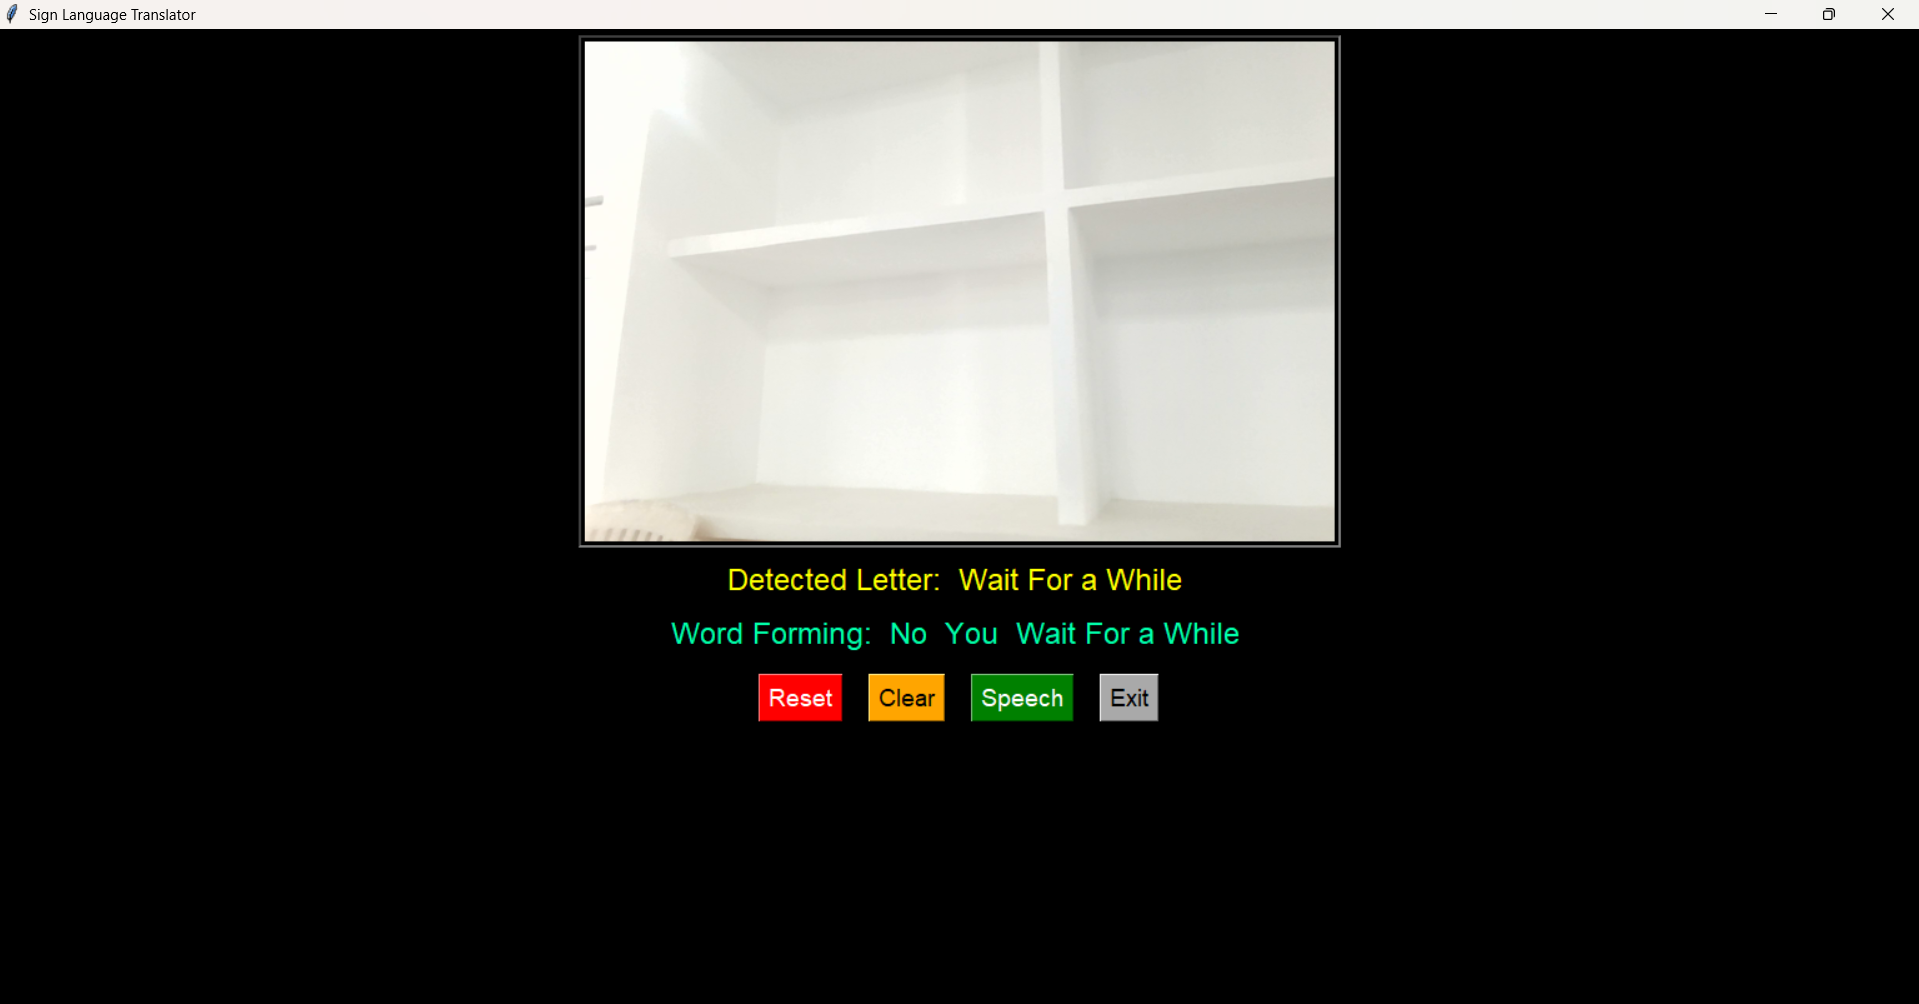 Sign Language Translator
Detected Letter: Wait For a While
Word Forming: No You Wait For a While
Reset Clear Speech Exit